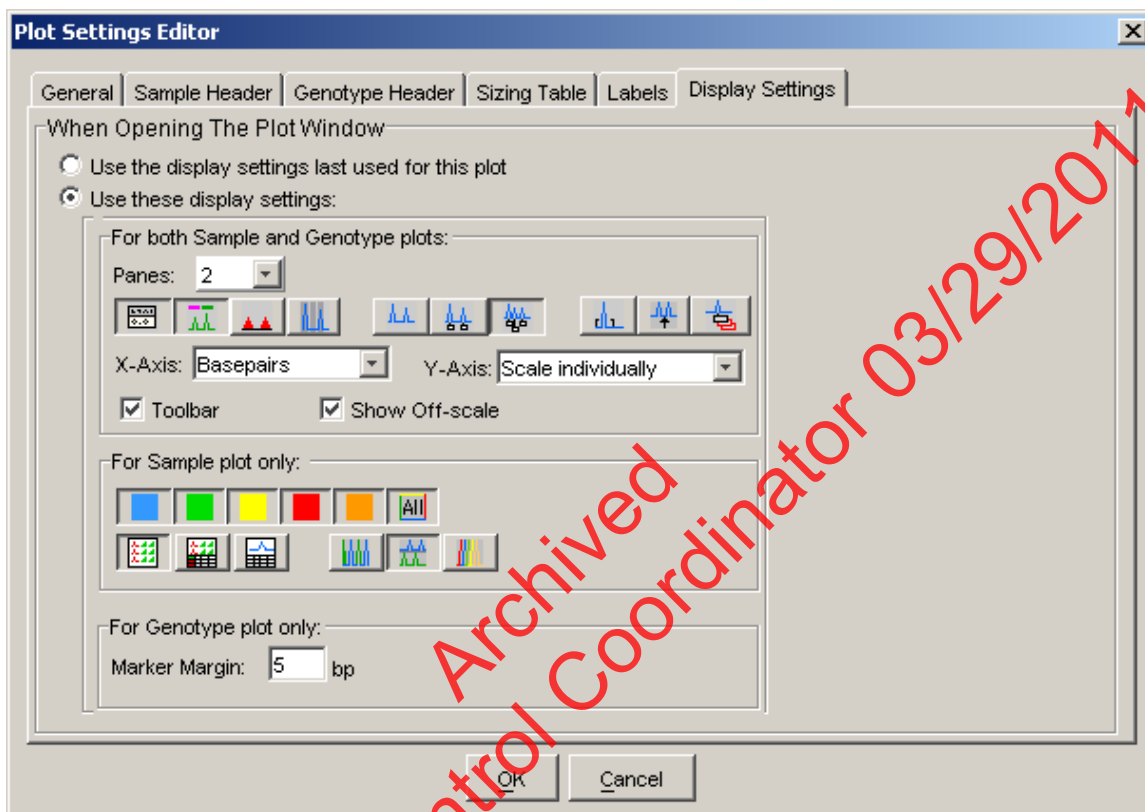 Plot Settings Editor
General Sample Header Genotype Header Sizing Table Labels Display Settings
When Opening The Plot Window
Use the display settings last used for this plot
Use these display settings:
For both Sample and Genotype plots:
Panes: 2
X-Axis: Basepairs Y-Axis: Scale individually
Toolbar Show Off-scale
For Sample plot only:
All
For Genotype plot only:
Marker Margin: 5 bp
OK Cancel
Archived
ntrol Coordinator 03/29/2011